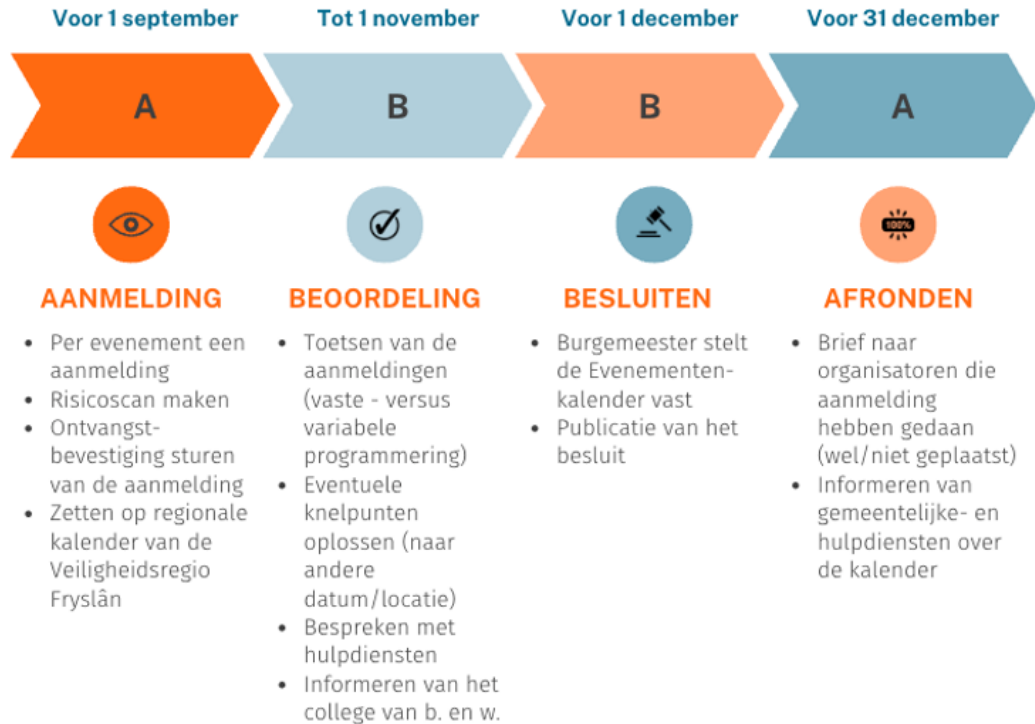 Voor 1 september
Tot 1 november
Voor 1 december
Voor 31 december
A
B
B
A
100%
AANMELDING
• Per evenement een
aanmelding
• Risicoscan maken
• Ontvangst-
bevestiging sturen
van de aanmelding
• Zetten op regionale
kalender van de
Veiligheidsregio
Fryslân
BEOORDELING
• Toetsen van de
aanmeldingen
(vaste - versus
variabele
programmering)
• Eventuele
knelpunten
oplossen (naar
andere
datum/locatie)
• Bespreken met
hulpdiensten
• Informeren van het
college van b. en w.
BESLUITEN
• Burgemeester stelt
de Evenementen-
kalender vast
• Publicatie van het
besluit
AFRONDEN
• Brief naar
organisatoren die
aanmelding
hebben gedaan
(wel/niet geplaatst)
• Informeren van
gemeentelijke- en
hulpdiensten over
de kalender